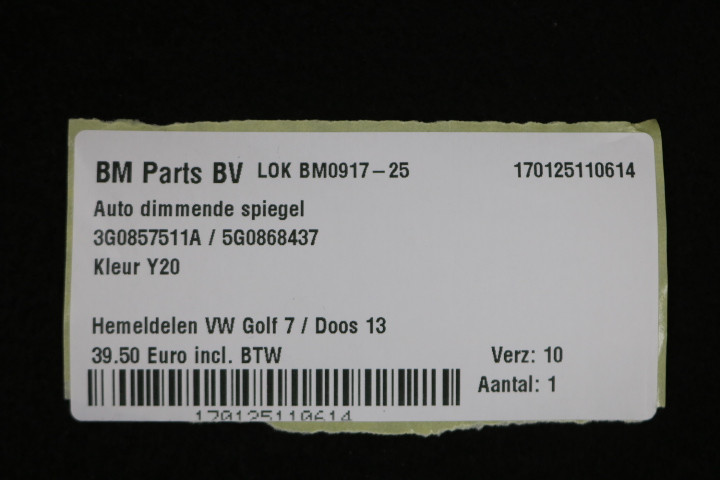 BM Parts BV LOK BM0917-25 170125110614
Auto dimmende spiegel
3G0857511A / 5G0868437
Kleur Y20
Hemeldelen VW Golf 7 / Doos 13
39.50 Euro incl. BTW Verz: 10
Aantal: 1
170125110614